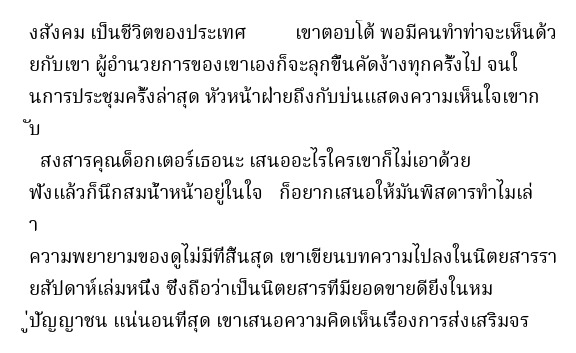 งสังคม เป็นชีวิตของประเทศ เขาตอบโต้ พอมีคนทำท่าจะเห็นด้ว
ยกับเขา ผู้อำนวยการของเขาเองก็จะลุกขึ้นคัดง้างทุกครั้งไป จนใ
นการประชุมครั้งล่าสุด หัวหน้าฝ่ายถึงกับบ่นแสดงความเห็นใจเขาก
ับ
สงสารคุณด็อกเตอร์เธอนะ เสนออะไรใครเขาก็ไม่เอาด้วย
ฟังแล้วก็นึกสมน้ำหน้าอยู่ในใจ ก็อยากเสนอให้มันพิสดารทำไมเล่
า
ความพยายามของดูไม่มีที่สิ้นสุด เขาเขียนบทความไปลงในนิตยสารรา
ยสัปดาห์เล่มหนึ่ง ซึ่งถือว่าเป็นนิตยสารที่มียอดขายดียิ่งในหม
ู่ปัญญาชน แน่นอนที่สุด เขาเสนอความคิดเห็นเรื่องการส่งเสริมจร